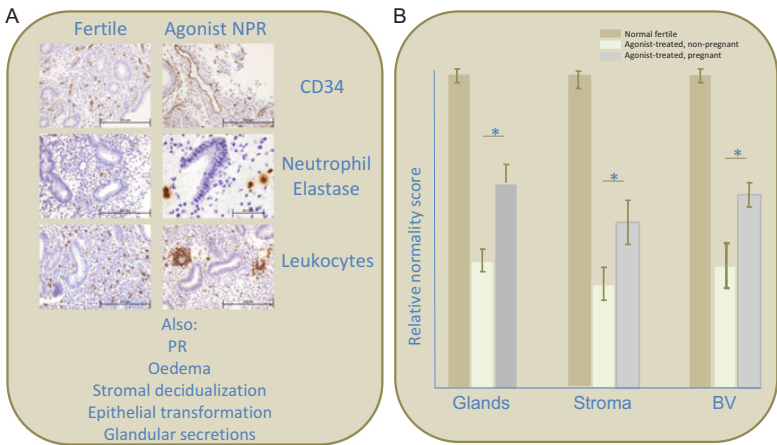 A
Fertile
Agonist NPR
CD34
Neutrophil
Elastase
Leukocytes
Also:
PR
Oedema
Stromal decidualization
Epithelial transformation
Glandular secretions
B
Normal fertile
Agonist-treated, non-pregnant
Agonist-treated, pregnant
Relative normality score
*
*
*
Glands
Stroma
BV